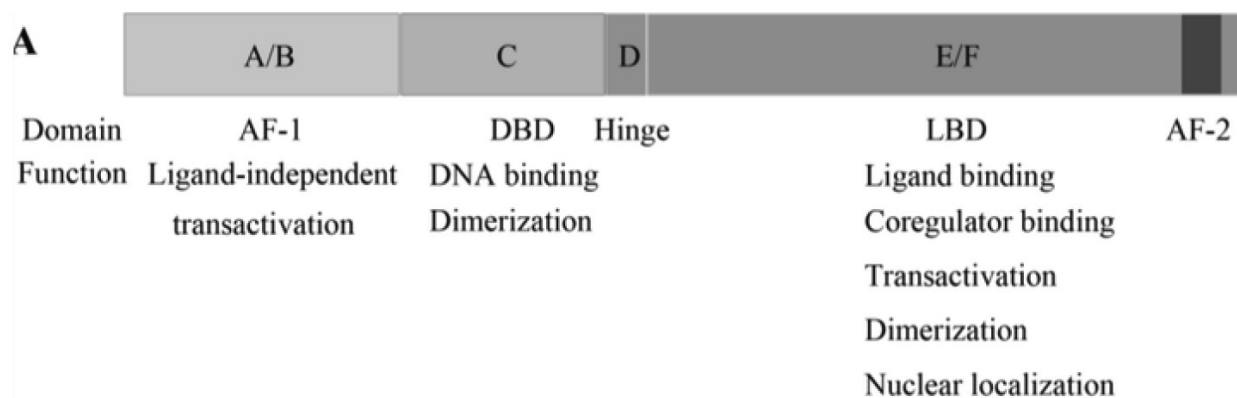 A
A/B C D E/F
Domain AF-1 DBD Hinge LBD AF-2
Function Ligand-independent DNA binding Ligand binding
transactivation Dimerization Coregulator binding
Transactivation
Dimerization
Nuclear localization